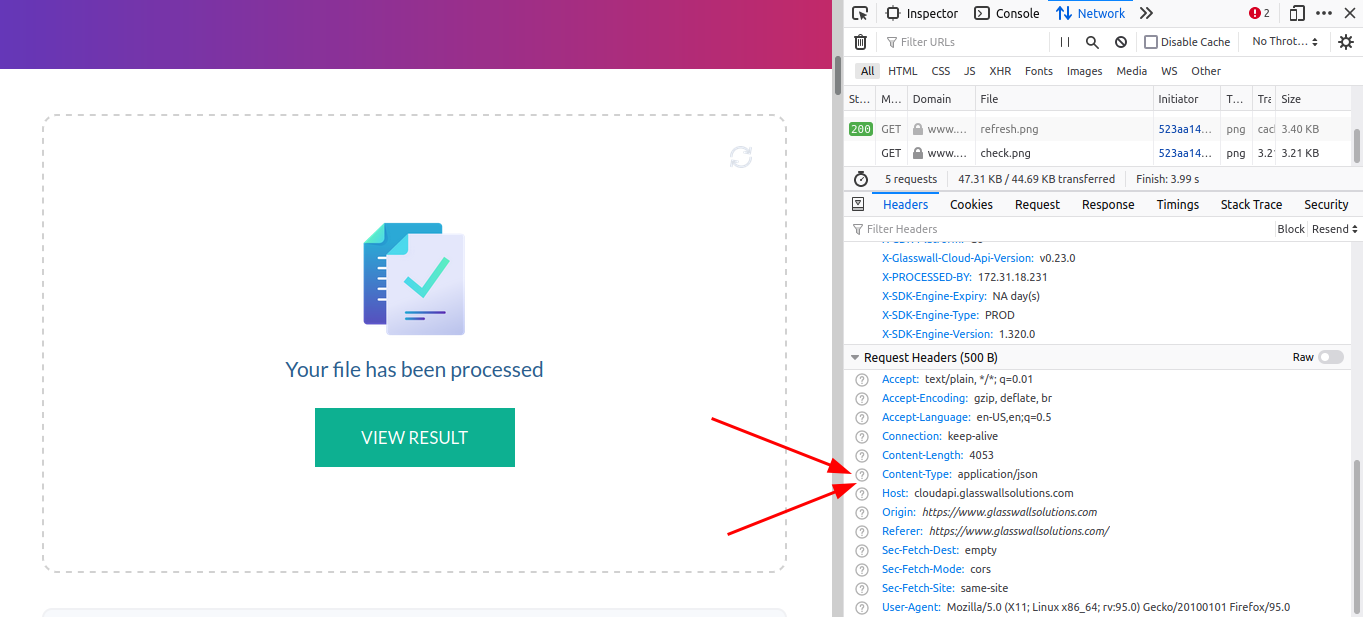 Your file has been processed
VIEW RESULT
Inspector Console Network 2
Filter URLs Disable Cache No Throt...
All HTML CSS JS XHR Fonts Images Media WS Other
St... M... Domain File Initiator T... Tra Size
200 GET www.... refresh.png 523aa14... png cac 3.40 KB
GET www.... check.png 523aa14... png 3.2 3.21 KB
5 requests 47.31 KB / 44.69 KB transferred Finish: 3.99 s
Headers Cookies Request Response Timings Stack Trace Security
Filter Headers Block Resend
X-Glasswall-Cloud-Api-Version: v0.23.0
X-PROCESSED-BY: 172.31.18.231
X-SDK-Engine-Expiry: NA day(s)
X-SDK-Engine-Type: PROD
X-SDK-Engine-Version: 1.320.0
Request Headers (500 B) Raw
Accept: text/plain, */*; q=0.01
Accept-Encoding: gzip, deflate, br
Accept-Language: en-US,en;q=0.5
Connection: keep-alive
Content-Length: 4053
Content-Type: application/json
Host: cloudapi.glasswallsolutions.com
Origin: https://www.glasswallsolutions.com
Referer: https://www.glasswallsolutions.com/
Sec-Fetch-Dest: empty
Sec-Fetch-Mode: cors
Sec-Fetch-Site: same-site
User-Agent: Mozilla/5.0 (X11; Linux x86_64; rv:95.0) Gecko/20100101 Firefox/95.0